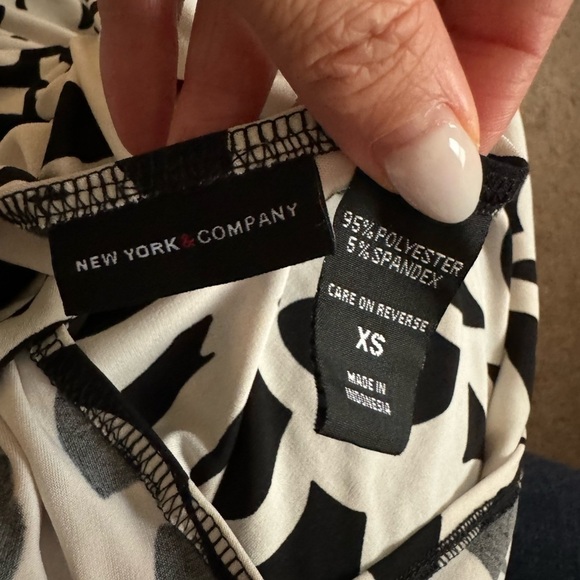 NEW YORK & COMPANY
95% POLYESTER
5% SPANDEX
CARE ON REVERSE
XS
MADE IN
INDONESIA